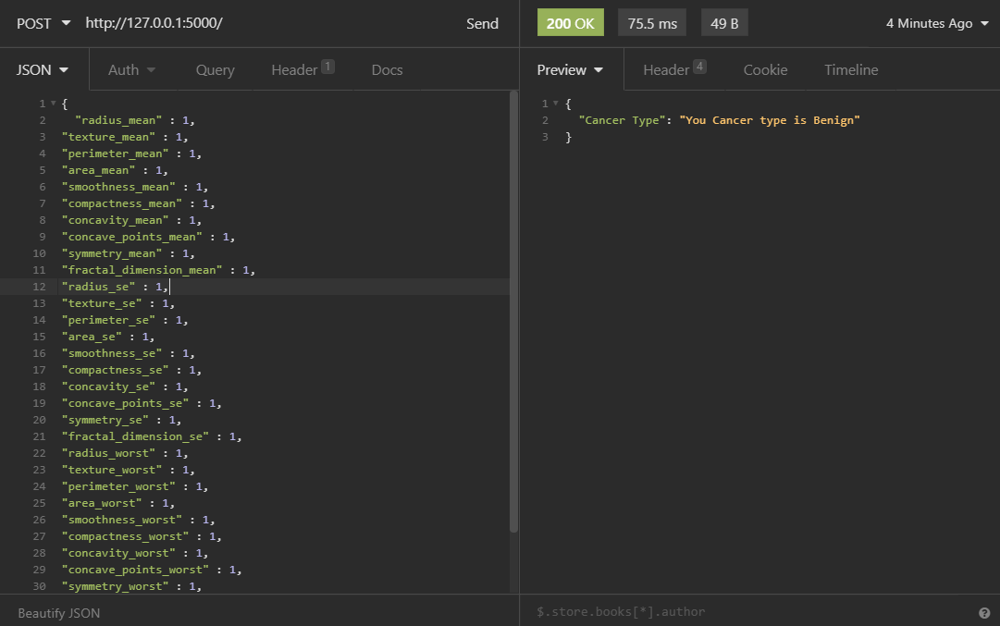 POST http://127.0.0.1:5000/ Send 200 OK 75.5 ms 49 B 4 Minutes Ago
JSON Auth Query Header 1 Docs
Preview Header 4 Cookie Timeline
1 {
2 "radius_mean" : 1,
3 "texture_mean" : 1,
4 "perimeter_mean" : 1,
5 "area_mean" : 1,
6 "smoothness_mean" : 1,
7 "compactness_mean" : 1,
8 "concavity_mean" : 1,
9 "concave_points_mean" : 1,
10 "symmetry_mean" : 1,
11 "fractal_dimension_mean" : 1,
12 "radius_se" : 1,
13 "texture_se" : 1,
14 "perimeter_se" : 1,
15 "area_se" : 1,
16 "smoothness_se" : 1,
17 "compactness_se" : 1,
18 "concavity_se" : 1,
19 "concave_points_se" : 1,
20 "symmetry_se" : 1,
21 "fractal_dimension_se" : 1,
22 "radius_worst" : 1,
23 "texture_worst" : 1,
24 "perimeter_worst" : 1,
25 "area_worst" : 1,
26 "smoothness_worst" : 1,
27 "compactness_worst" : 1,
28 "concavity_worst" : 1,
29 "concave_points_worst" : 1,
30 "symmetry_worst" : 1,
Beautify JSON
1 {
2 "Cancer Type": "You Cancer type is Benign"
3 }
$.store.books[*].author ?